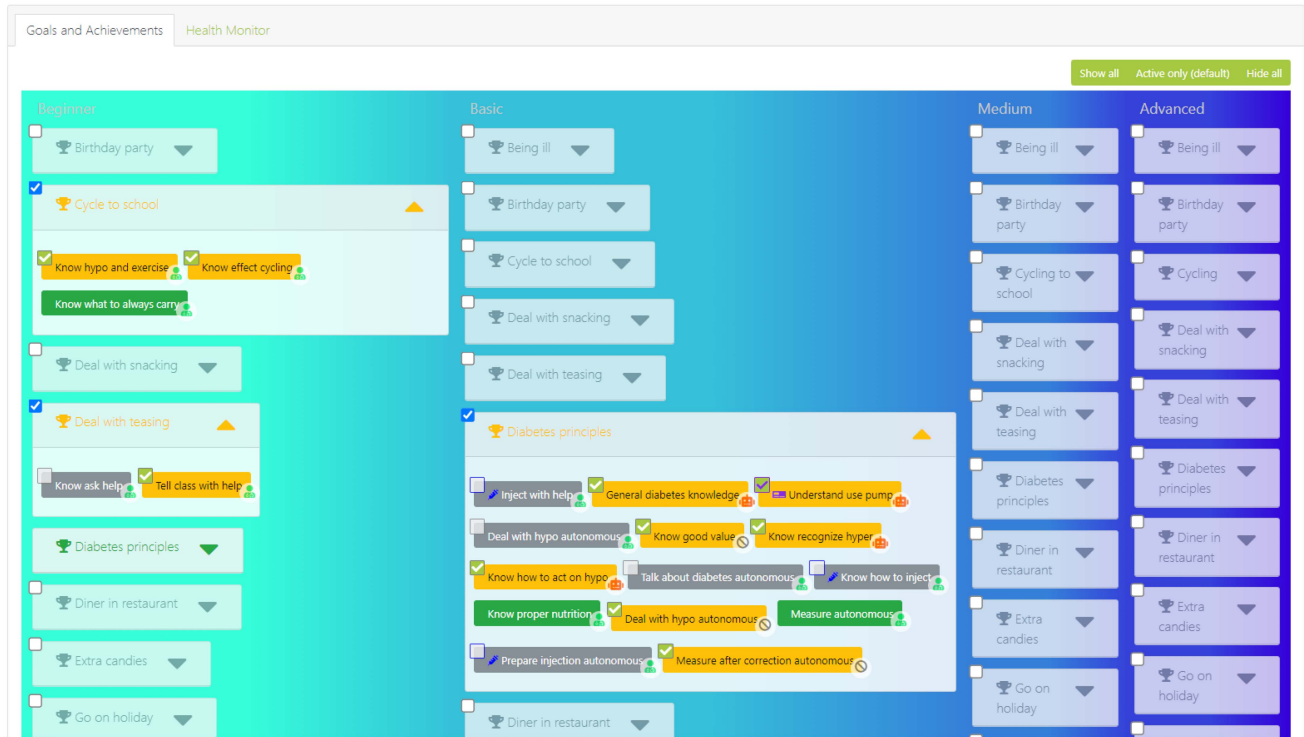 Goals and Achievements Health Monitor
Show all Active only (default) Hide all
Beginner
Birthday party
Cycle to school
Know hypo and exercise Know effect cycling
Know what to always carry
Deal with snacking
Deal with teasing
Know ask help Tell class with help
Diabetes principles
Diner in restaurant
Extra candies
Go on holiday
Basic
Being ill
Birthday party
Cycle to school
Deal with snacking
Deal with teasing
Diabetes principles
Inject with help General diabetes knowledge Understand use pump
Deal with hypo autonomous Know good value Know recognize hyper
Know how to act on hypo Talk about diabetes autonomous Know how to inject
Know proper nutrition Deal with hypo autonomous Measure autonomous
Prepare injection autonomous Measure after correction autonomous
Diner in restaurant
Medium
Being ill
Birthday
party
Cycling to
school
Deal with
snacking
Deal with
teasing
Diabetes
principles
Diner in
restaurant
Extra
candies
Go on
holiday
Advanced
Being ill
Birthday
party
Cycling
Deal with
snacking
Deal with
teasing
Diabetes
principles
Diner in
restaurant
Extra
candies
Go on
holiday